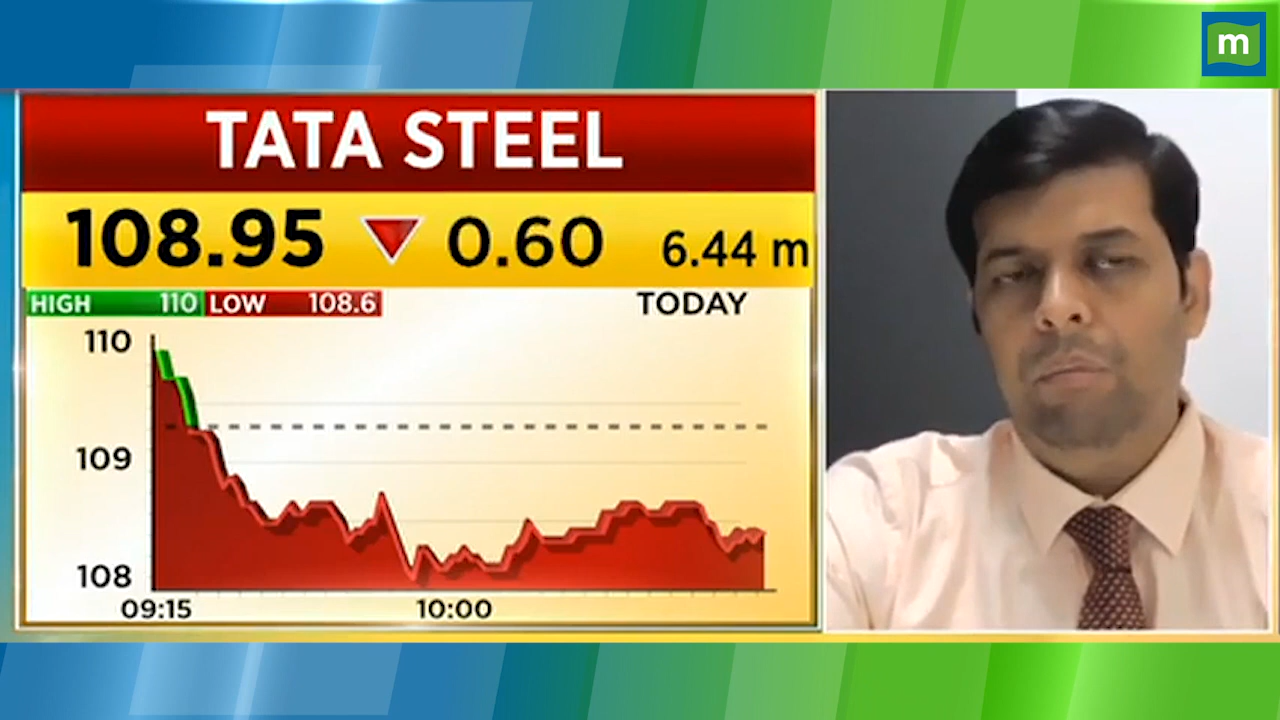 m
TATA STEEL
108.95 ▼ 0.60 6.44 m
HIGH 110 LOW 108.6 TODAY
110
109
108
09:15 10:00